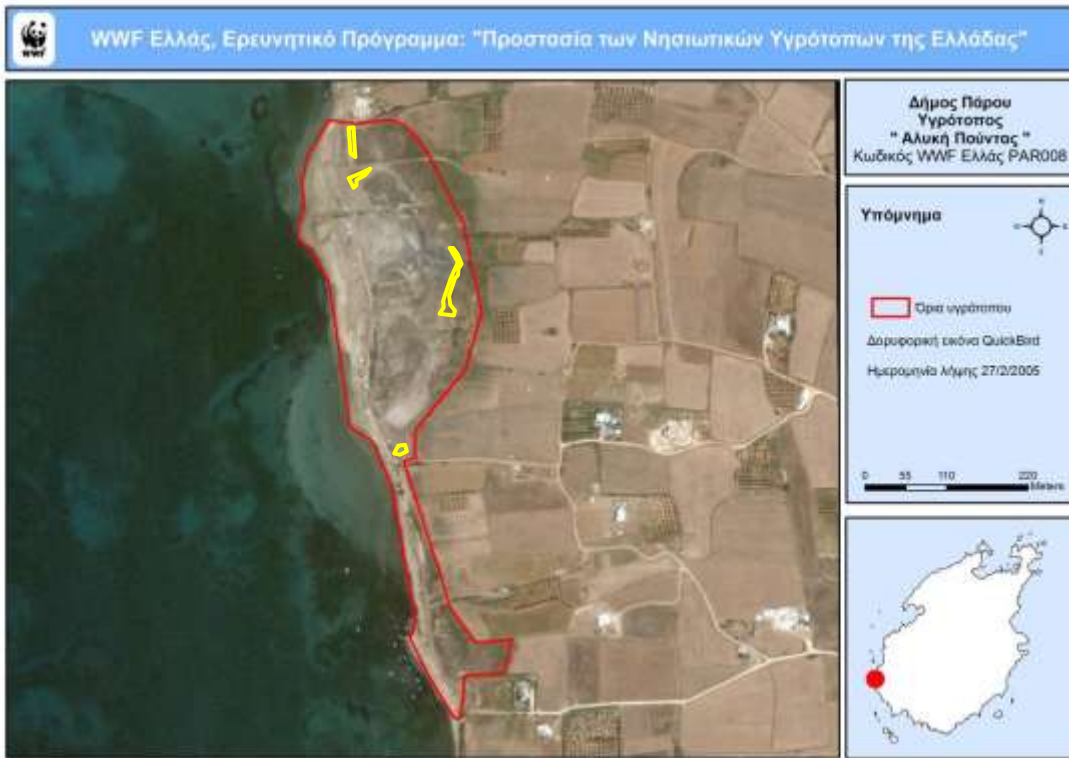 WWF
WWF Ελλάς, Ερευνητικό Πρόγραμμα: "Προστασία των Νησιωτικών Υγρότοπων της Ελλάδας"
Δήμος Πάρου
Υγρότοπος
" Αλυκή Πούντας "
Κωδικός WWF Ελλάς PAR008
Υπόμνημα
Όρια υγρότοπου
Δορυφορική εικόνα QuickBird
Ημερομηνία λήψης 27/2/2005
0 55 110 220
Meters